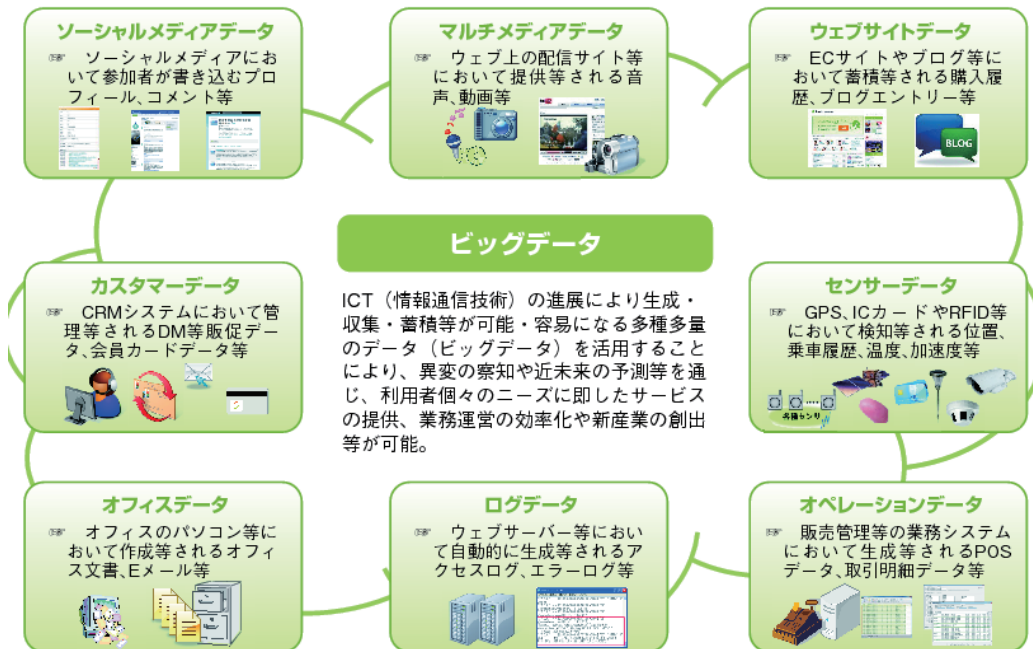 ソーシャルメディアデータ
☞ ソーシャルメディアにお
いて参加者が書き込むプロ
フィール、コメント等
マルチメディアデータ
☞ ウェブ上の配信サイト等
において提供等される音
声、動画等
ウェブサイトデータ
☞ ECサイトやブログ等に
おいて蓄積等される購入履
歴、ブログエントリー等
BLOG
ビッグデータ
ICT（情報通信技術）の進展により生成・
収集・蓄積等が可能・容易になる多種多量
のデータ（ビッグデータ）を活用すること
により、異変の察知や近未来の予測等を通
じ、利用者個々のニーズに即したサービス
の提供、業務運営の効率化や新産業の創出
等が可能。
カスタマーデータ
☞ CRMシステムにおいて管
理等されるDM等販促デー
タ、会員カードデータ等
センサーデータ
☞ GPS、ICカードやRFID等
において検知等される位置、
乗車履歴、温度、加速度等
各種センサ
オフィスデータ
☞ オフィスのパソコン等に
おいて作成等されるオフィ
ス文書、Eメール等
ログデータ
☞ ウェブサーバー等におい
て自動的に生成等されるア
クセスログ、エラーログ等
オペレーションデータ
☞ 販売管理等の業務システム
において生成等されるPOS
データ、取引明細データ等